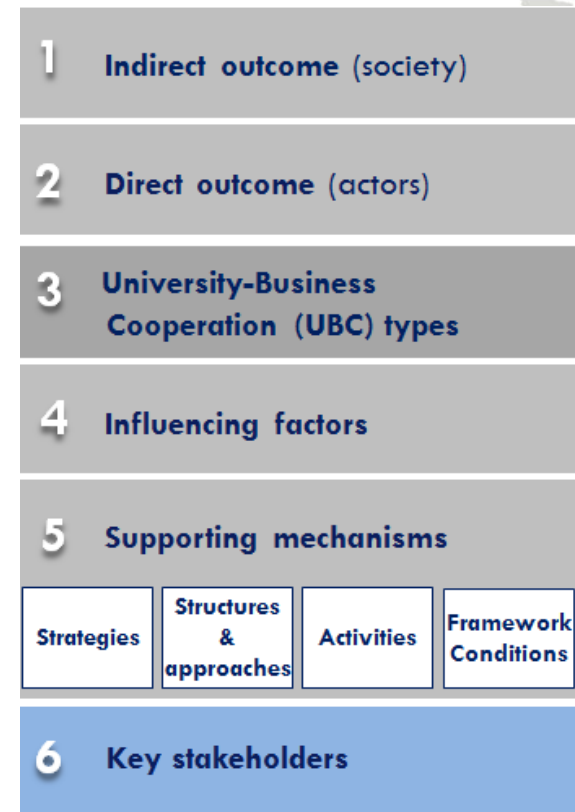 1 Indirect outcome (society)
2 Direct outcome (actors)
3 University-Business
Cooperation (UBC) types
4 Influencing factors
5 Supporting mechanisms
Strategies
Structures
&
approaches
Activities
Framework
Conditions
6 Key stakeholders